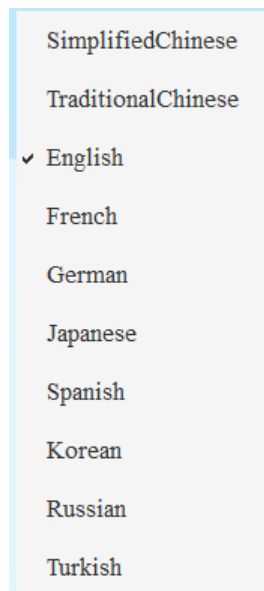 SimplifiedChinese
TraditionalChinese
English
French
German
Japanese
Spanish
Korean
Russian
Turkish